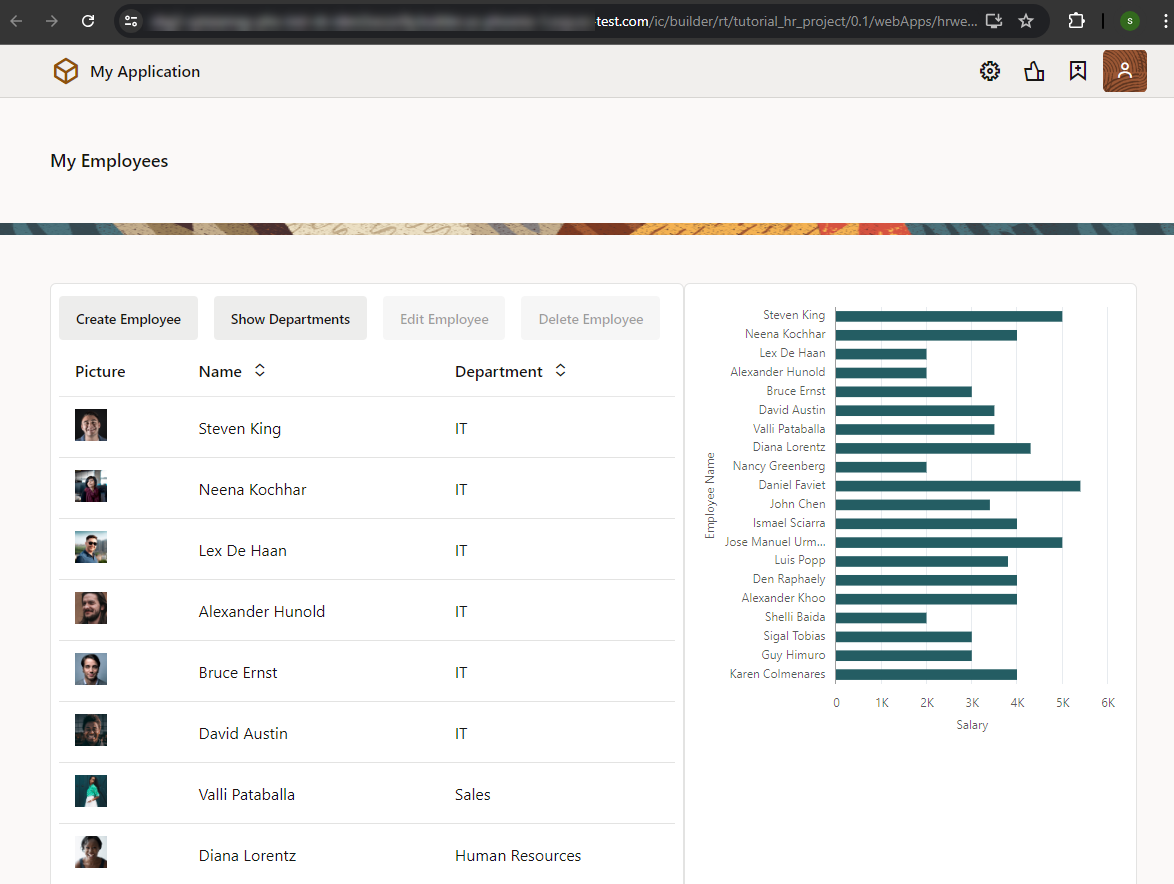 test.com/ic/builder/rt/tutorial_hr_project/0.1/webApps/hrwe...
S
My Application
My Employees
Create Employee
Show Departments
Edit Employee
Delete Employee
Picture Name Department
Steven King IT
Neena Kochhar IT
Lex De Haan IT
Alexander Hunold IT
Bruce Ernst IT
David Austin IT
Valli Pataballa Sales
Diana Lorentz Human Resources
Employee Name
Steven King
Neena Kochhar
Lex De Haan
Alexander Hunold
Bruce Ernst
David Austin
Valli Pataballa
Diana Lorentz
Nancy Greenberg
Daniel Faviet
John Chen
Ismael Sciarra
Jose Manuel Urm...
Luis Popp
Den Raphaely
Alexander Khoo
Shelli Baida
Sigal Tobias
Guy Himuro
Karen Colmenares
0 1K 2K 3K 4K 5K 6K
Salary